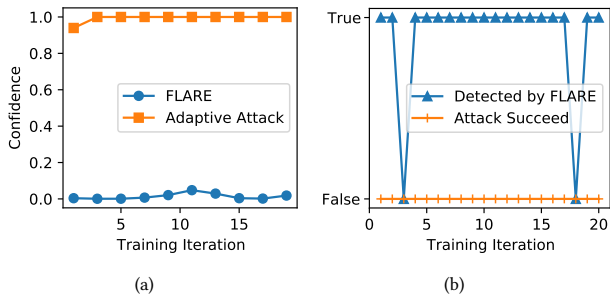 1.0
0.8
0.6
0.4
0.2
0.0
Confidence
FLARE
Adaptive Attack
5
10
15
Training Iteration
(a)
True
False
Detected by FLARE
Attack Succeed
0
5
10
15
20
Training Iteration
(b)